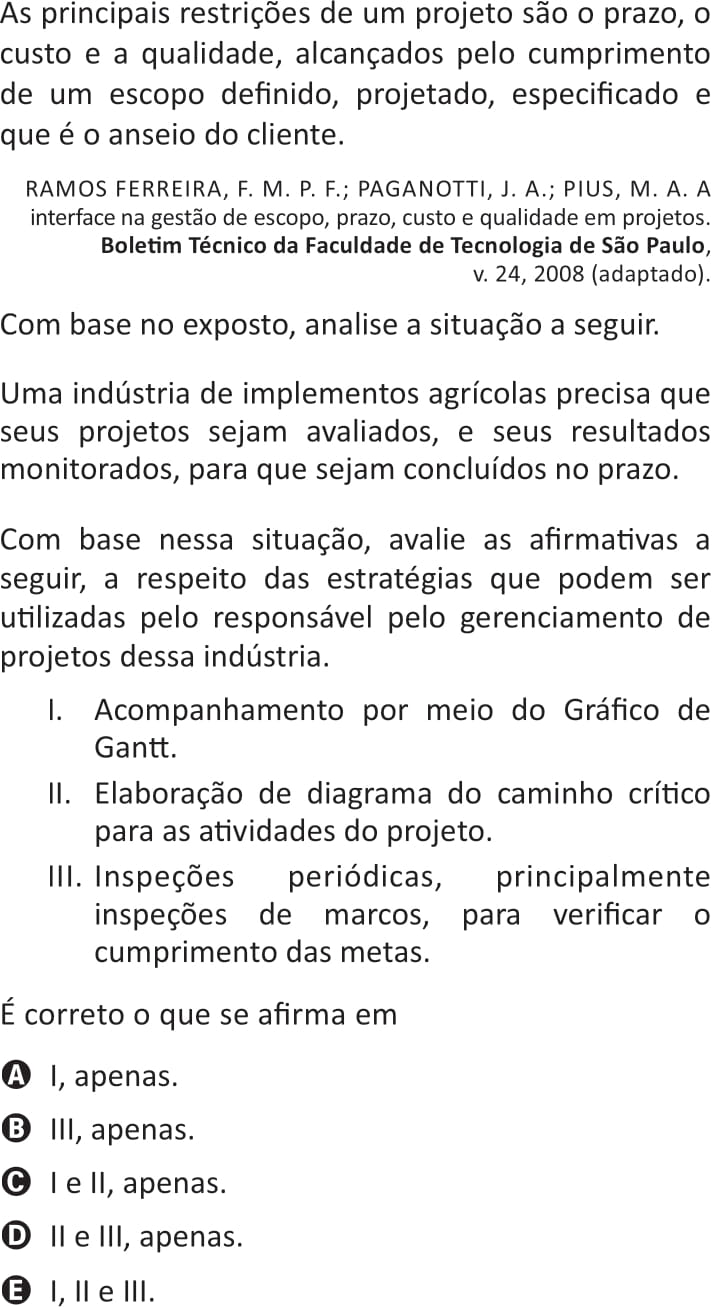 As principais restrições de um projeto são o prazo, o
custo e a qualidade, alcançados pelo cumprimento
de um escopo definido, projetado, especificado e
que é o anseio do cliente.
RAMOS FERREIRA, F. M. P. F.; PAGANOTTI, J. A.; PIUS, M. A. A
interface na gestão de escopo, prazo, custo e qualidade em projetos.
Boletim Técnico da Faculdade de Tecnologia de São Paulo,
v. 24, 2008 (adaptado).
Com base no exposto, analise a situação a seguir.
Uma indústria de implementos agrícolas precisa que
seus projetos sejam avaliados, e seus resultados
monitorados, para que sejam concluídos no prazo.
Com base nessa situação, avalie as afirmativas a
seguir, a respeito das estratégias que podem ser
utilizadas pelo responsável pelo gerenciamento de
projetos dessa indústria.
I. Acompanhamento por meio do Gráfico de
Gantt.
II. Elaboração de diagrama do caminho crítico
para as atividades do projeto.
III. Inspeções periódicas, principalmente
inspeções de marcos, para verificar o
cumprimento das metas.
É correto o que se afirma em
A I, apenas.
B III, apenas.
C I e II, apenas.
D II e III, apenas.
E I, II e III.